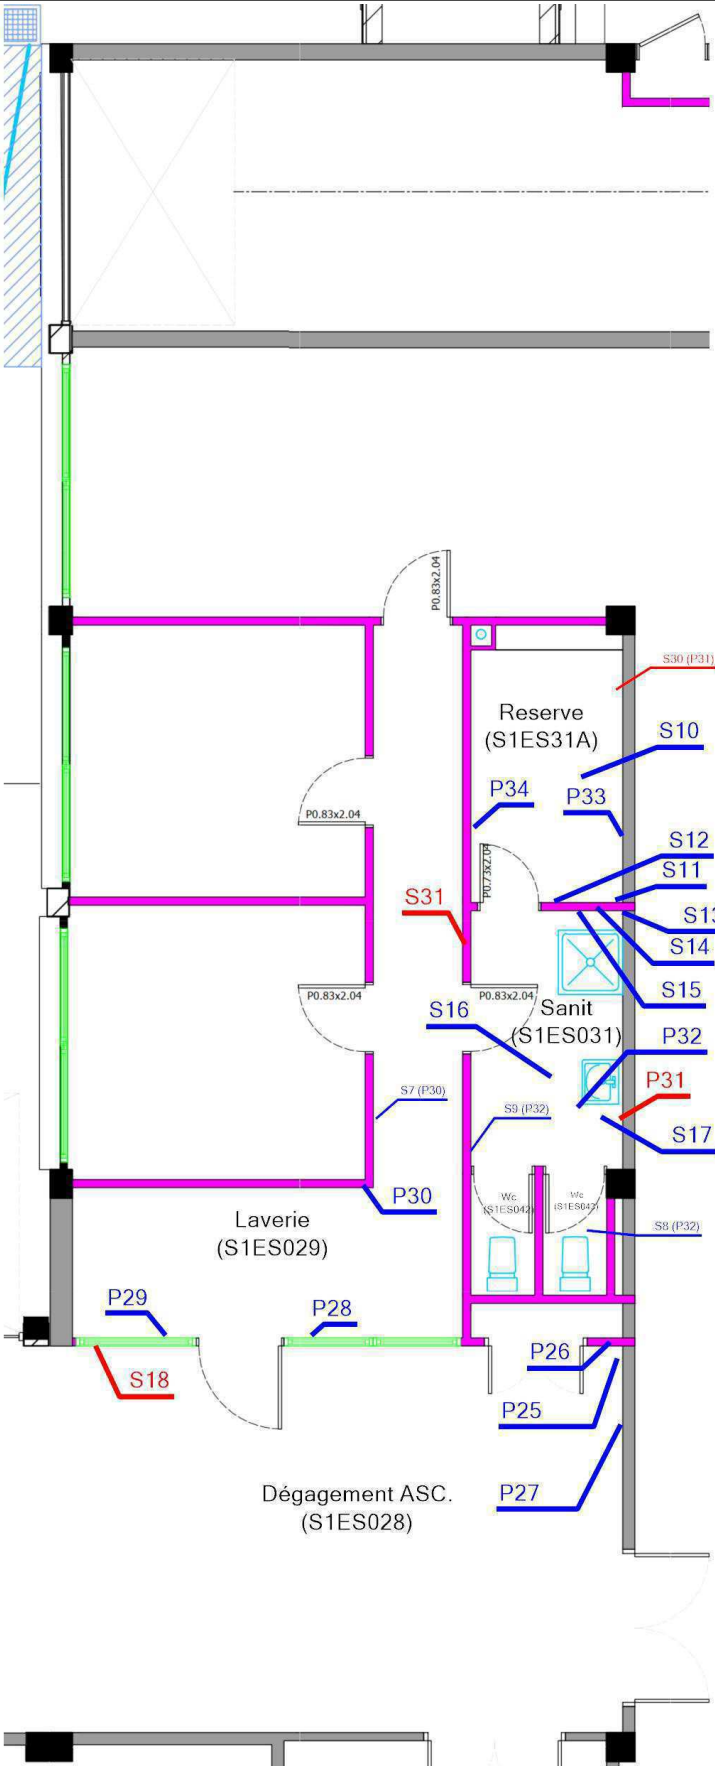 P0.83x2.04
S30 (P31)
Reserve
(S1ES31A)
S10
P34
P33
P0.83x2.04
S12
P0.73x2.04
S11
S31
S13
S14
P0.83x2.04
P0.83x2.04
S15
S16
Sanit
(S1ES031)
P32
P31
S7 (P30)
S9 (P32)
S17
P30
Wc
(S1ES042)
Wc
(S1ES043)
Laverie
(S1ES029)
S8 (P32)
P29
P28
P26
S18
P25
Dégagement ASC.
(S1ES028)
P27